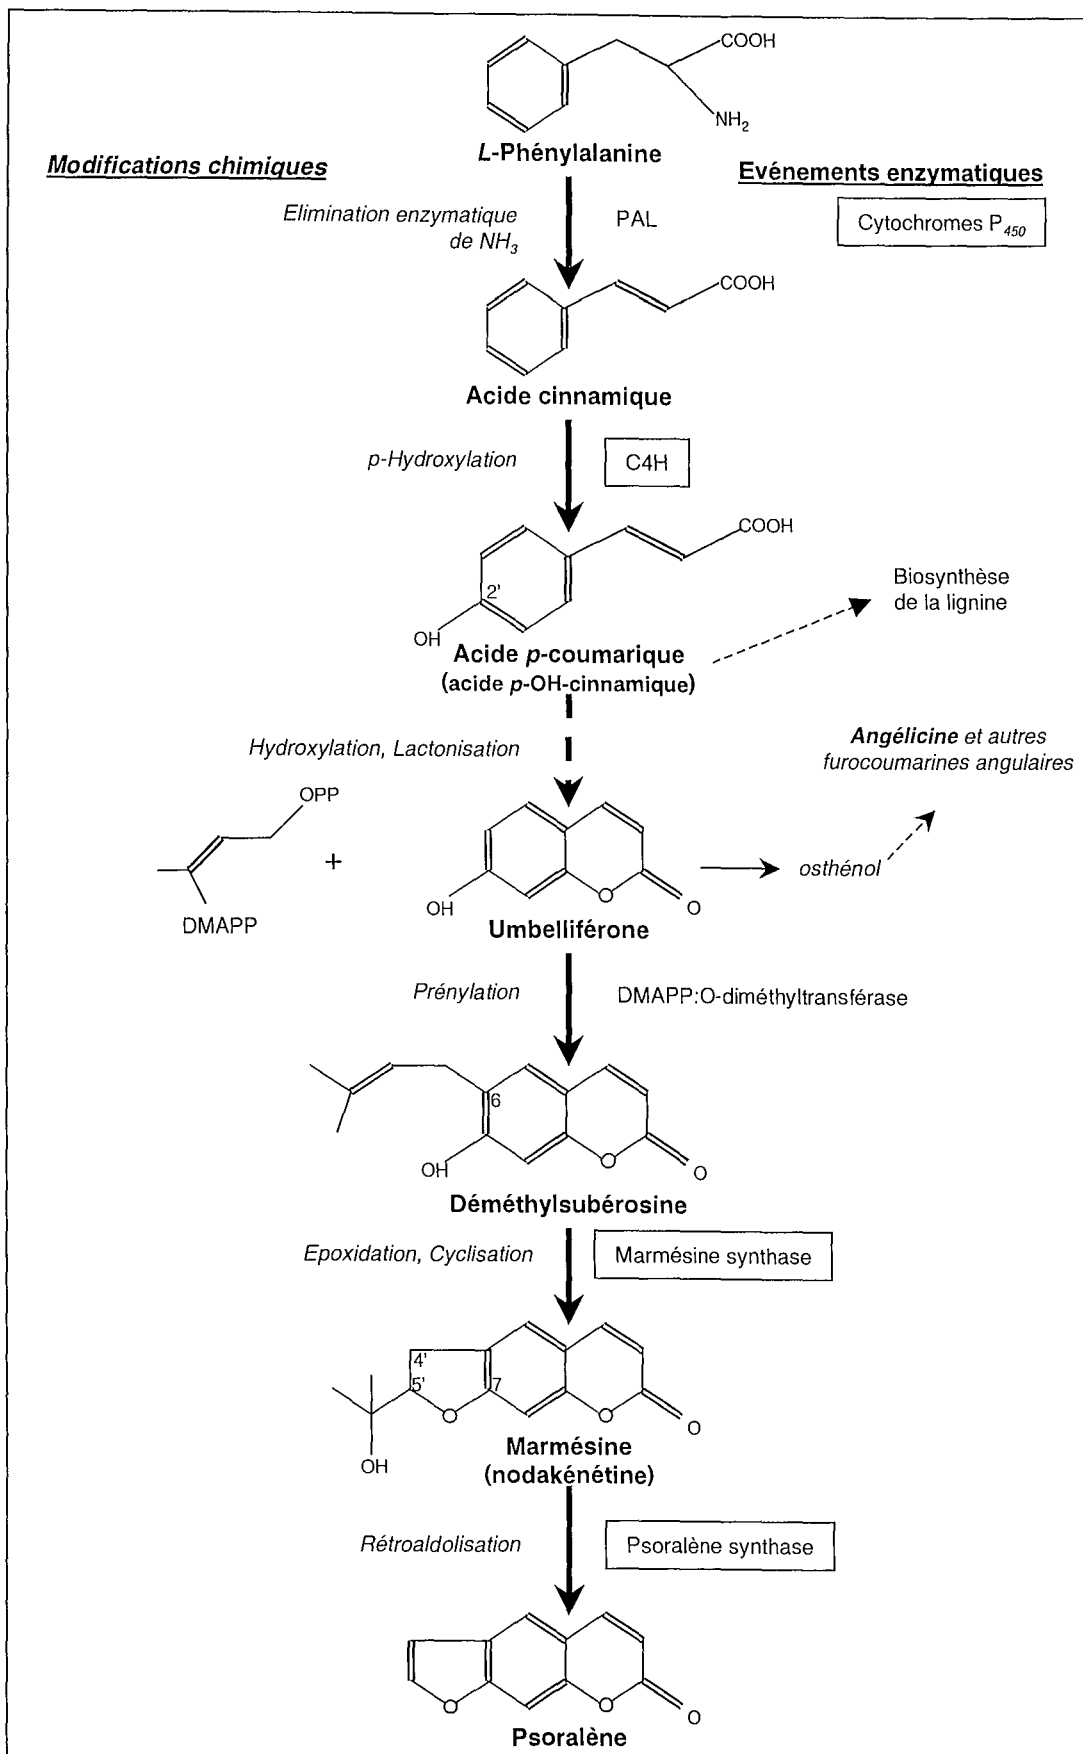 COOH
NH2
L-Phénylalanine
Modifications chimiques
Evénements enzymatiques
Elimination enzymatique
de NH3
PAL
Cytochromes P450
COOH
Acide cinnamique
p-Hydroxylation
C4H
COOH
2'
OH
Biosynthèse
de la lignine
Acide p-coumarique
(acide p-OH-cinnamique)
Hydroxylation, Lactonisation
Angélicine et autres
furocoumarines angulaires
OPP
+
DMAPP
OH
O
O
osthénol
Umbelliférone
Prénylation
DMAPP:O-diméthyltransférase
6
OH
O
O
Déméthylsubérosine
Epoxidation, Cyclisation
Marmésine synthase
4'
5'
7
O
O
O
OH
Marmésine
(nodakénétine)
Rétroaldolisation
Psoralène synthase
O
O
O
Psoralène